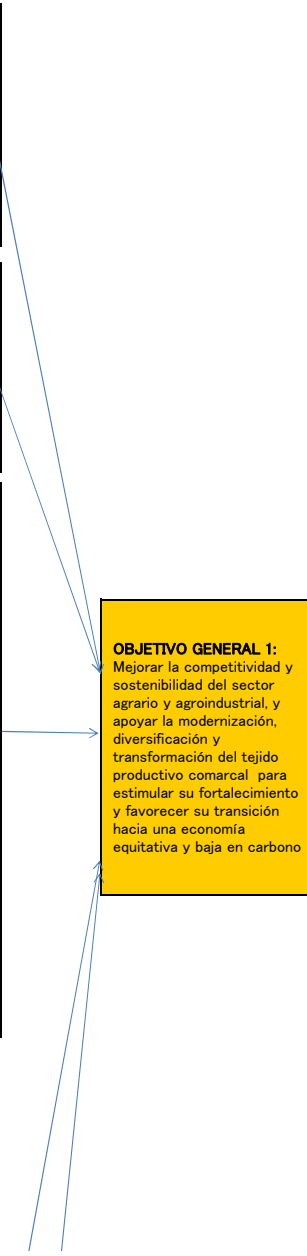 OBJETIVO GENERAL 1:
Mejorar la competitividad y
sostenibilidad del sector
agrario y agroindustrial, y
apoyar la modernización,
diversificación y
transformación del tejido
productivo comarcal para
estimular su fortalecimiento
y favorecer su transición
hacia una economía
equitativa y baja en carbono